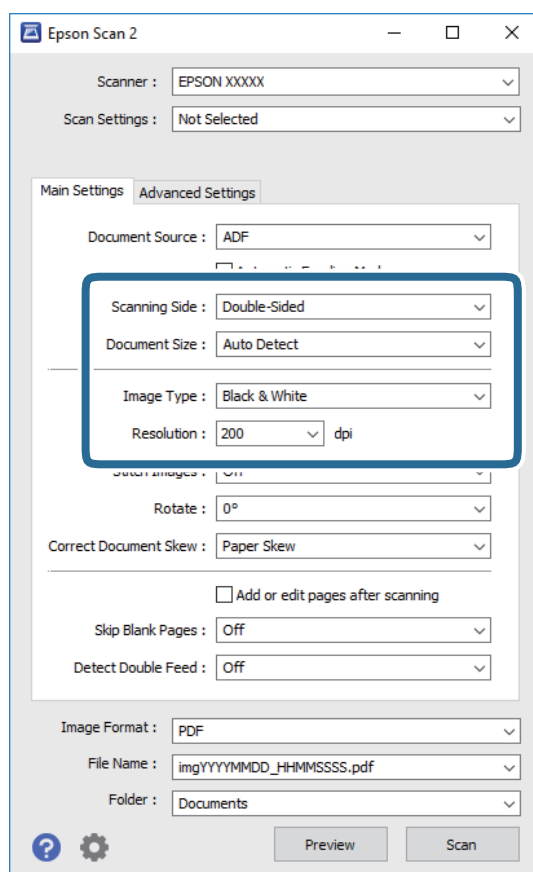 Epson Scan 2
Scanner : EPSON XXXXX
Scan Settings : Not Selected
Main Settings Advanced Settings
Document Source : ADF
Scanning Side : Double-Sided
Document Size : Auto Detect
Image Type : Black & White
Resolution : 200 dpi
Rotate : 0°
Correct Document Skew : Paper Skew
Add or edit pages after scanning
Skip Blank Pages : Off
Detect Double Feed : Off
Image Format : PDF
File Name : imgYYYYMMDD_HHMMSSSS.pdf
Folder : Documents
? Preview Scan